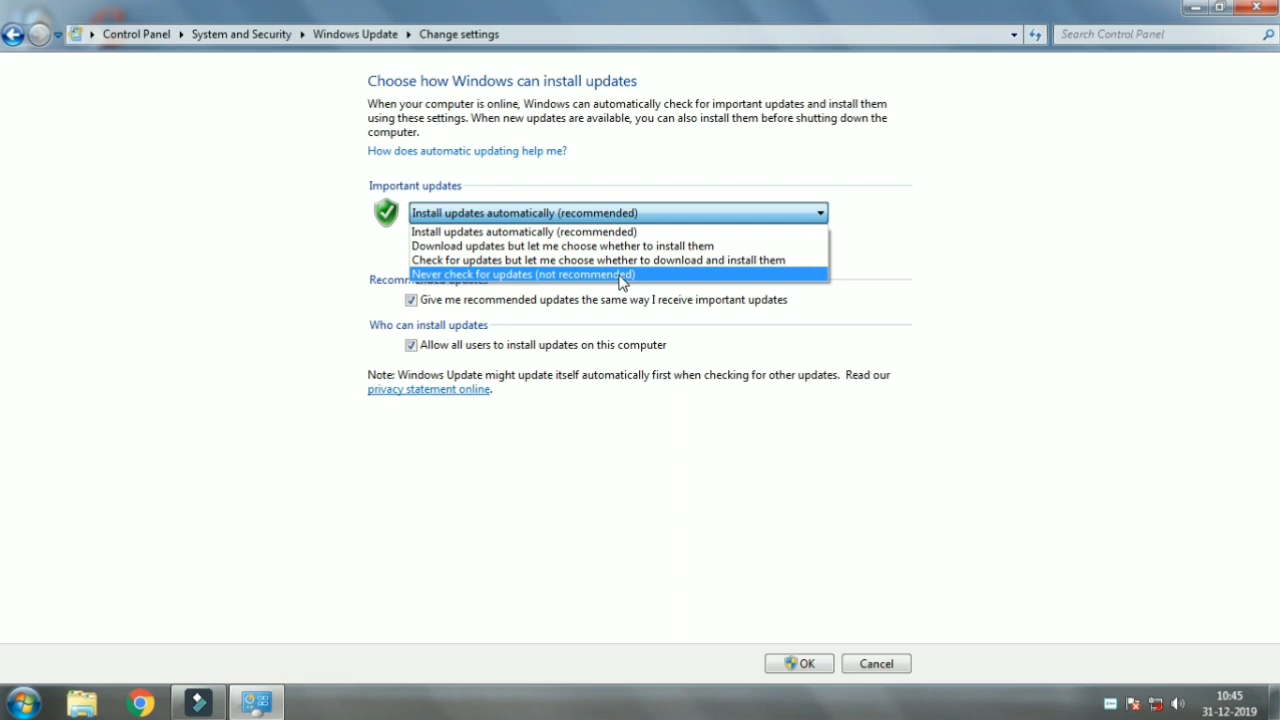 Control Panel ▸ System and Security ▸ Windows Update ▸ Change settings
Search Control Panel
Choose how Windows can install updates
When your computer is online, Windows can automatically check for important updates and install them
using these settings. When new updates are available, you can also install them before shutting down the
computer.
How does automatic updating help me?
Important updates
Install updates automatically (recommended)
Install updates automatically (recommended)
Download updates but let me choose whether to install them
Check for updates but let me choose whether to download and install them
Never check for updates (not recommended)
Recommended updates
Give me recommended updates the same way I receive important updates
Who can install updates
Allow all users to install updates on this computer
Note: Windows Update might update itself automatically first when checking for other updates. Read our
privacy statement online.
OK
Cancel
10:45
31-12-2019